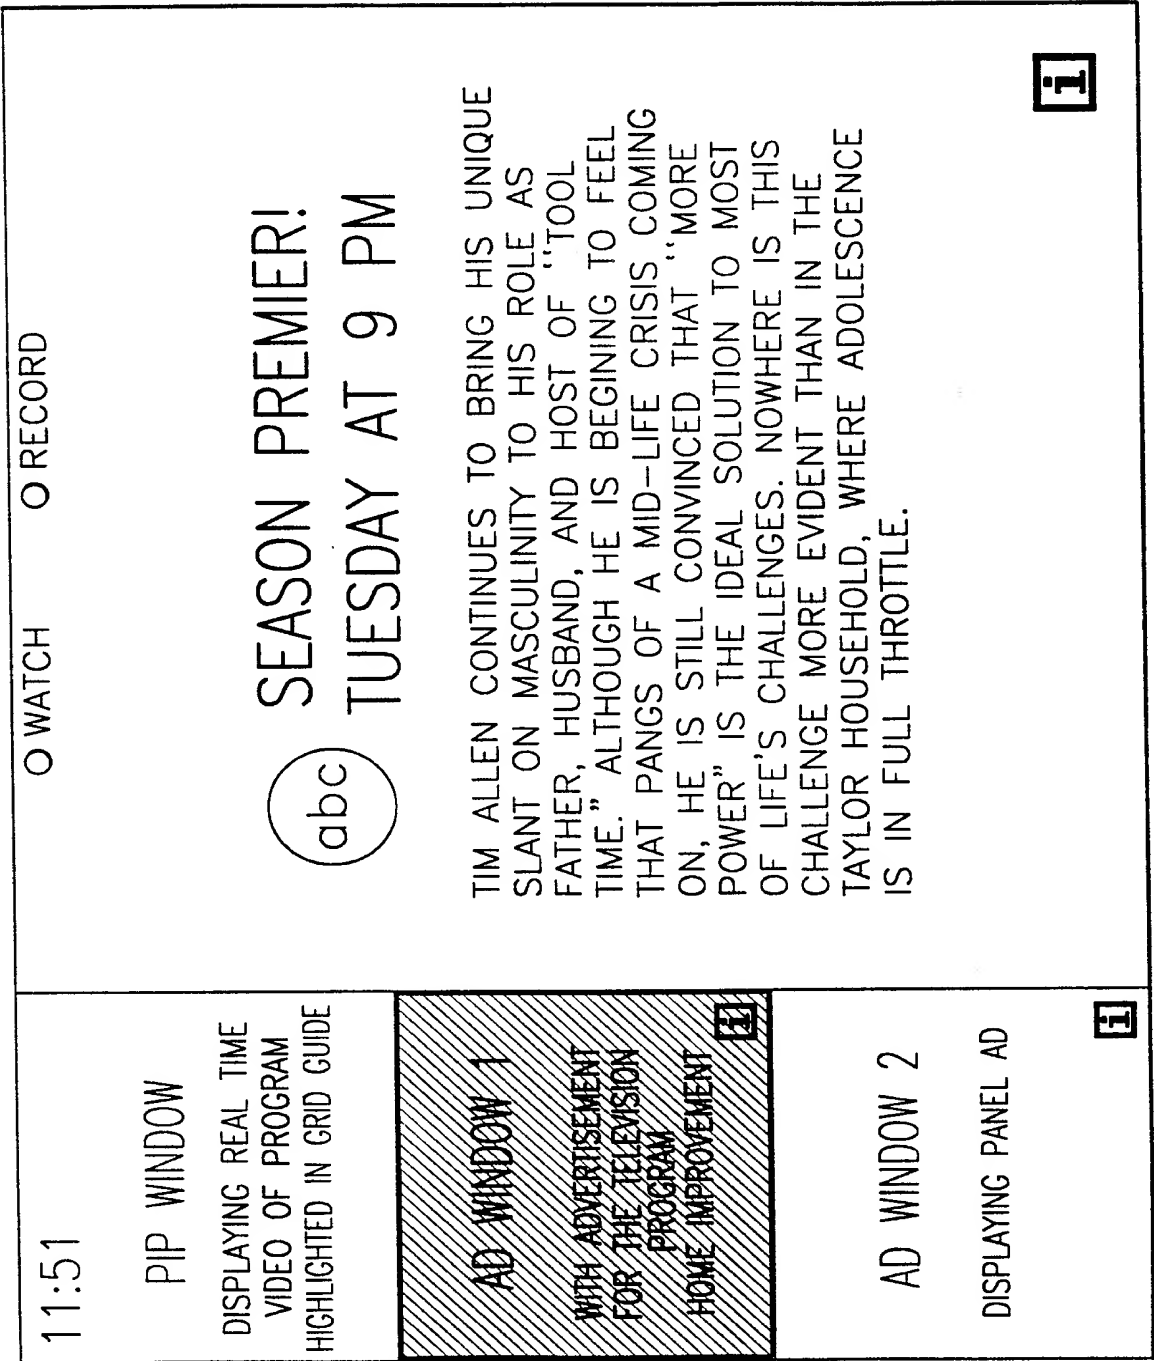 11:51
O WATCH
O RECORD
PIP WINDOW
DISPLAYING REAL TIME
VIDEO OF PROGRAM
HIGHLIGHTED IN GRID GUIDE
AD WINDOW 1
WITH ADVERTISEMENT
FOR THE TELEVISION
PROGRAM
HOME IMPROVEMENT
i
AD WINDOW 2
DISPLAYING PANEL AD
i
abc
SEASON PREMIER!
TUESDAY AT 9 PM
TIM ALLEN CONTINUES TO BRING HIS UNIQUE
SLANT ON MASCULINITY TO HIS ROLE AS
FATHER, HUSBAND, AND HOST OF "TOOL
TIME." ALTHOUGH HE IS BEGINING TO FEEL
THAT PANGS OF A MID-LIFE CRISIS COMING
ON, HE IS STILL CONVINCED THAT "MORE
POWER" IS THE IDEAL SOLUTION TO MOST
OF LIFE'S CHALLENGES. NOWHERE IS THIS
CHALLENGE MORE EVIDENT THAN IN THE
TAYLOR HOUSEHOLD, WHERE ADOLESCENCE
IS IN FULL THROTTLE.
i